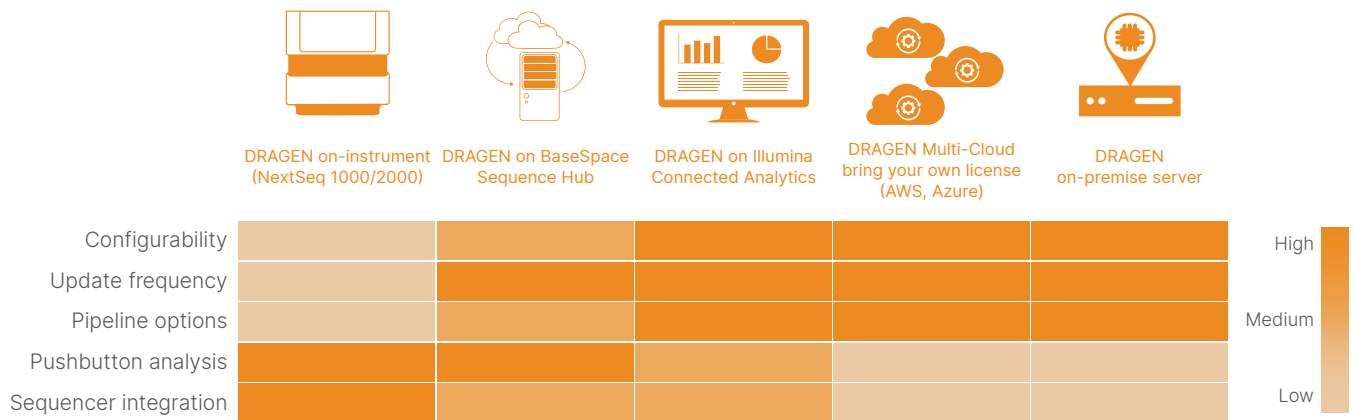 DRAGEN on-instrument
(NextSeq 1000/2000)
DRAGEN on BaseSpace
Sequence Hub
DRAGEN on Illumina
Connected Analytics
DRAGEN Multi-Cloud
bring your own license
(AWS, Azure)
DRAGEN
on-premise server
Configurability
Update frequency
Pipeline options
Pushbutton analysis
Sequencer integration
High
Medium
Low